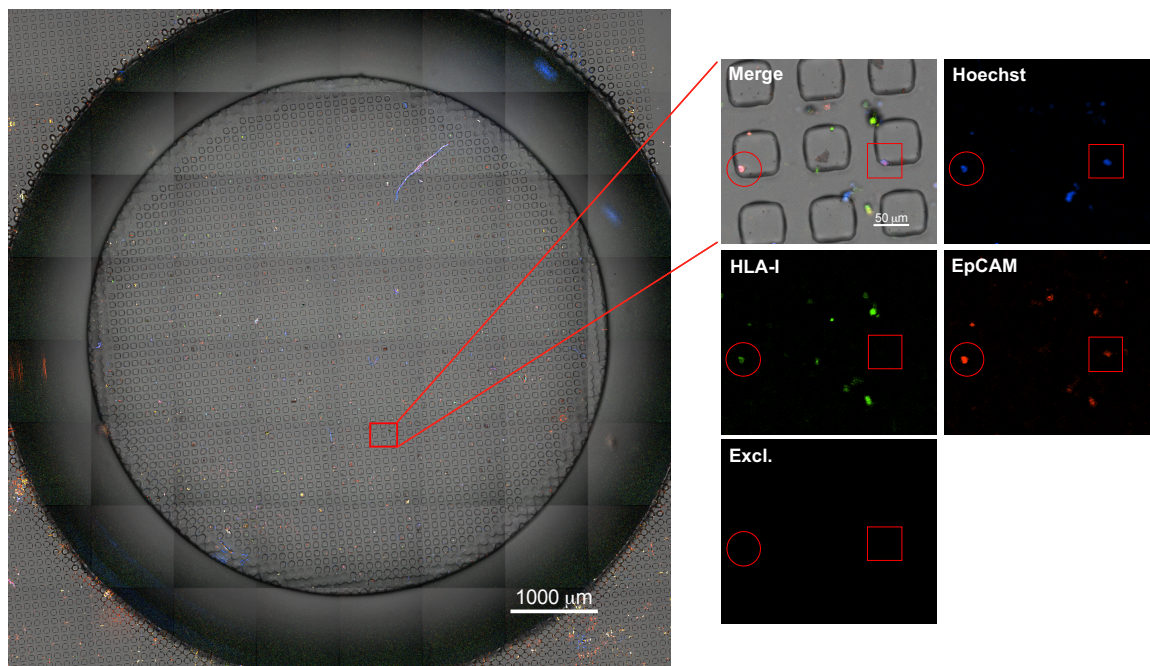 Merge
Hoechst
50 μm
HLA-I
EpCAM
Excl.
1000 μm